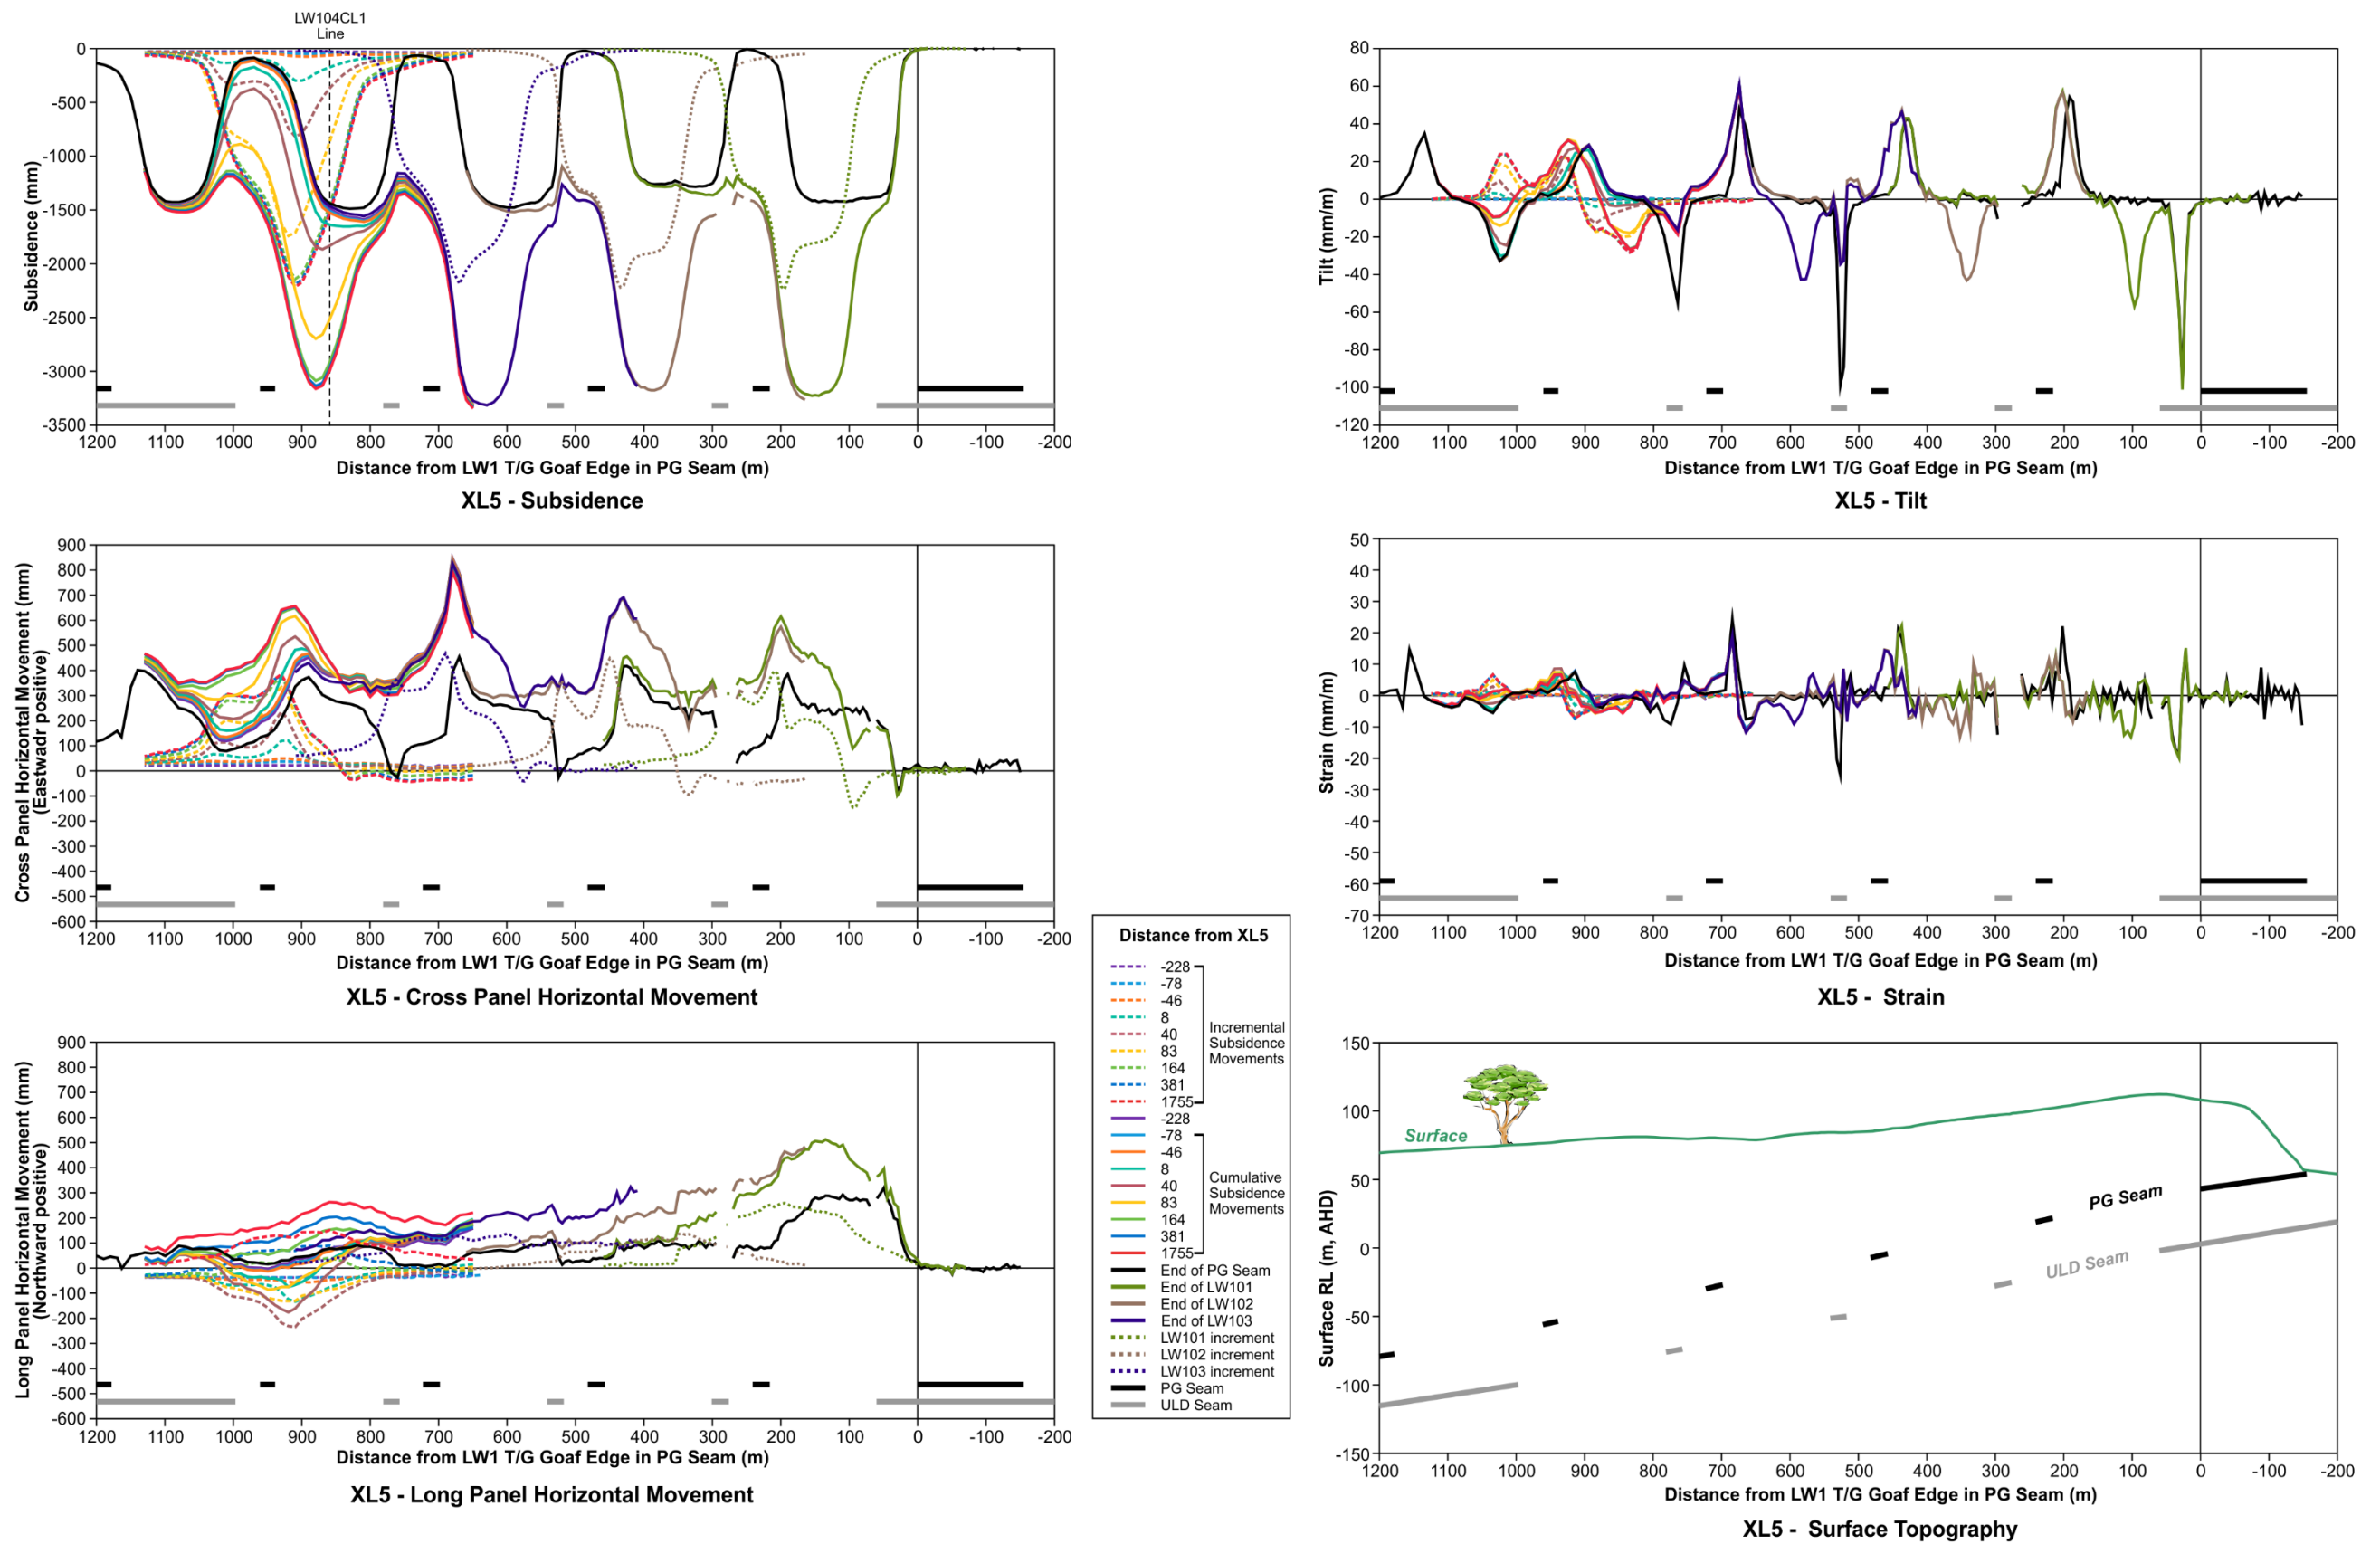 LW104CL1
Line
0
-500
-1000
-1500
-2000
-2500
-3000
-3500
Subsidence (mm)
1200 1100 1000 900 800 700 600 500 400 300 200 100 0 -100 -200
Distance from LW1 T/G Goaf Edge in PG Seam (m)
XL5 - Subsidence
80
60
40
20
0
-20
-40
-60
-80
-100
-120
Tilt (mm/m)
1200 1100 1000 900 800 700 600 500 400 300 200 100 0 -100 -200
Distance from LW1 T/G Goaf Edge in PG Seam (m)
XL5 - Tilt
900
800
700
600
500
400
300
200
100
0
-100
-200
-300
-400
-500
-600
Cross Panel Horizontal Movement (mm)
(Eastwadr positive)
1200 1100 1000 900 800 700 600 500 400 300 200 100 0 -100 -200
Distance from LW1 T/G Goaf Edge in PG Seam (m)
XL5 - Cross Panel Horizontal Movement
50
40
30
20
10
0
-10
-20
-30
-40
-50
-60
-70
Strain (mm/m)
1200 1100 1000 900 800 700 600 500 400 300 200 100 0 -100 -200
Distance from LW1 T/G Goaf Edge in PG Seam (m)
XL5 - Strain
900
800
700
600
500
400
300
200
100
0
-100
-200
-300
-400
-500
-600
Long Panel Horizontal Movement (mm)
(Northward positive)
1200 1100 1000 900 800 700 600 500 400 300 200 100 0 -100 -200
Distance from LW1 T/G Goaf Edge in PG Seam (m)
XL5 - Long Panel Horizontal Movement
Distance from XL5
-228
-78
-46
8
40
83
164
381
1755
Incremental
Subsidence
Movements
-228
-78
-46
8
40
83
164
381
1755
Cumulative
Subsidence
Movements
End of PG Seam
End of LW101
End of LW102
End of LW103
LW101 increment
LW102 increment
LW103 increment
PG Seam
ULD Seam
150
100
50
0
-50
-100
-150
Surface RL (m, AHD)
Surface
PG Seam
ULD Seam
1200 1100 1000 900 800 700 600 500 400 300 200 100 0 -100 -200
Distance from LW1 T/G Goaf Edge in PG Seam (m)
XL5 - Surface Topography